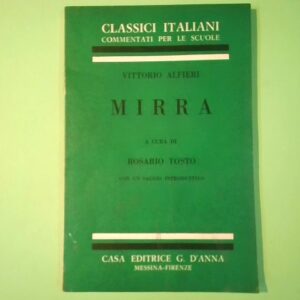 CLASSICI ITALIANI
COMMENTATI PER LE SCUOLE
VITTORIO ALFIERI
MIRRA
A CURA DI
ROSARIO TOSTO
CON UN SAGGIO INTRODUTTIVO
CASA EDITRICE G. D'ANNA
MESSINA-FIRENZE